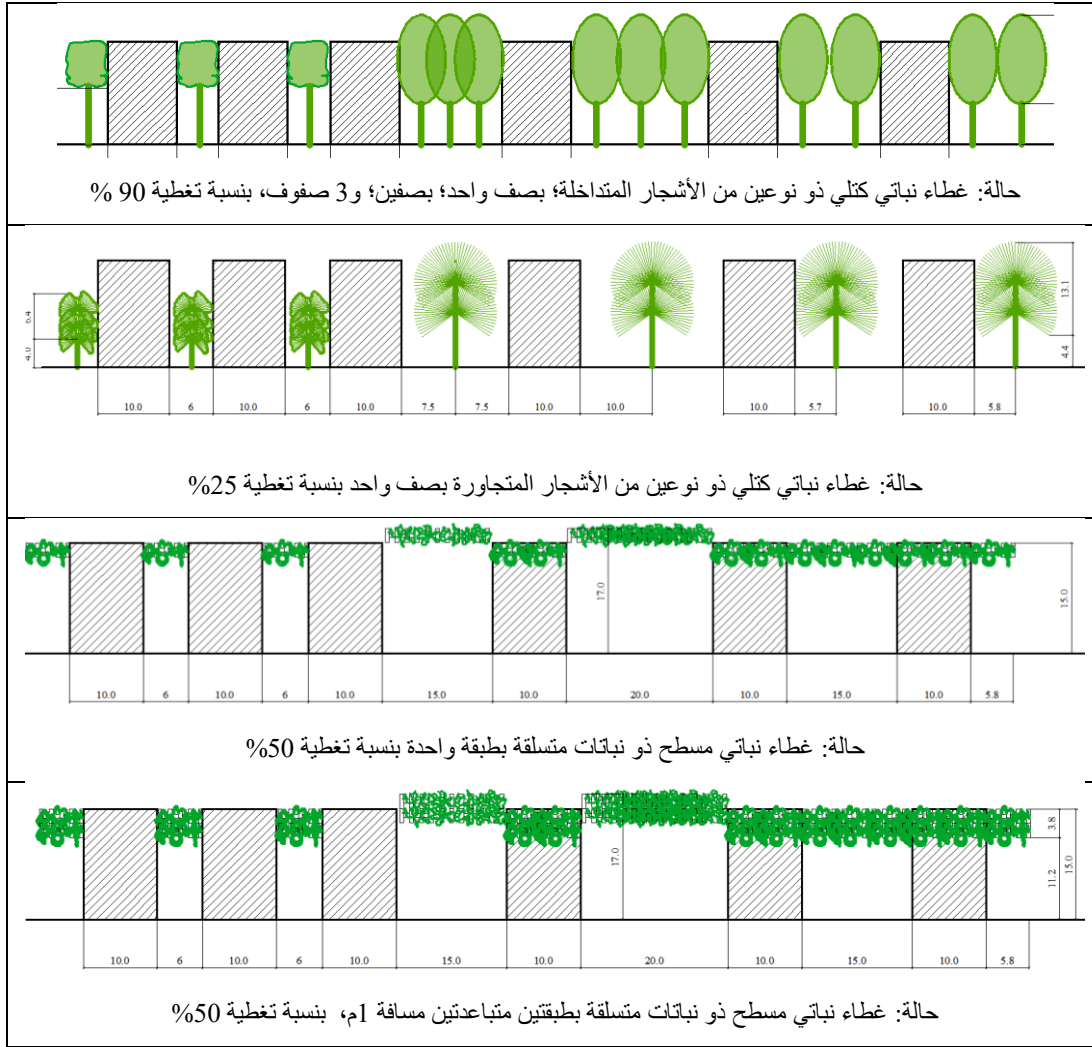 حالة: غطاء نباتي كتلي ذو نوعين من الأشجار المتداخلة؛ بصف واحد؛ بصفين؛ و3 صفوف، بنسبة تغطية 90 %
13.1
4.4
4.0
10.0 6 10.0 6 10.0 7.5 7.5 10.0 10.0 10.0 5.7 10.0 5.8
حالة: غطاء نباتي كتلي ذو نوعين من الأشجار المتجاورة بصف واحد بنسبة تغطية 25%
17.0
15.0
10.0 6 10.0 6 10.0 15.0 10.0 20.0 10.0 15.0 10.0 5.8
حالة: غطاء نباتي مسطح ذو نباتات متسلقة بطبقة واحدة بنسبة تغطية 50%
17.0
3.8
11.2
15.0
10.0 6 10.0 6 10.0 15.0 10.0 20.0 10.0 15.0 10.0 5.8
حالة: غطاء نباتي مسطح ذو نباتات متسلقة بطبقتين متباعدتين مسافة 1م، بنسبة تغطية 50%